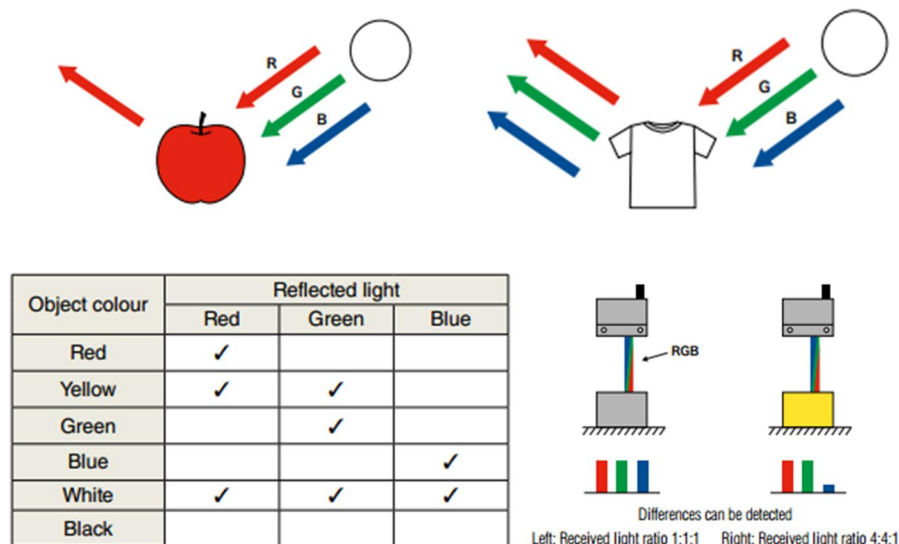 R
G
B
R
G
B
Object colour
Reflected light
Red
Green
Blue
Red
✓
Yellow
✓ ✓
Green
✓
Blue
✓
White
✓ ✓ ✓
Black
RGB
Differences can be detected
Left: Received light ratio 1:1:1
Right: Received light ratio 4:4:1